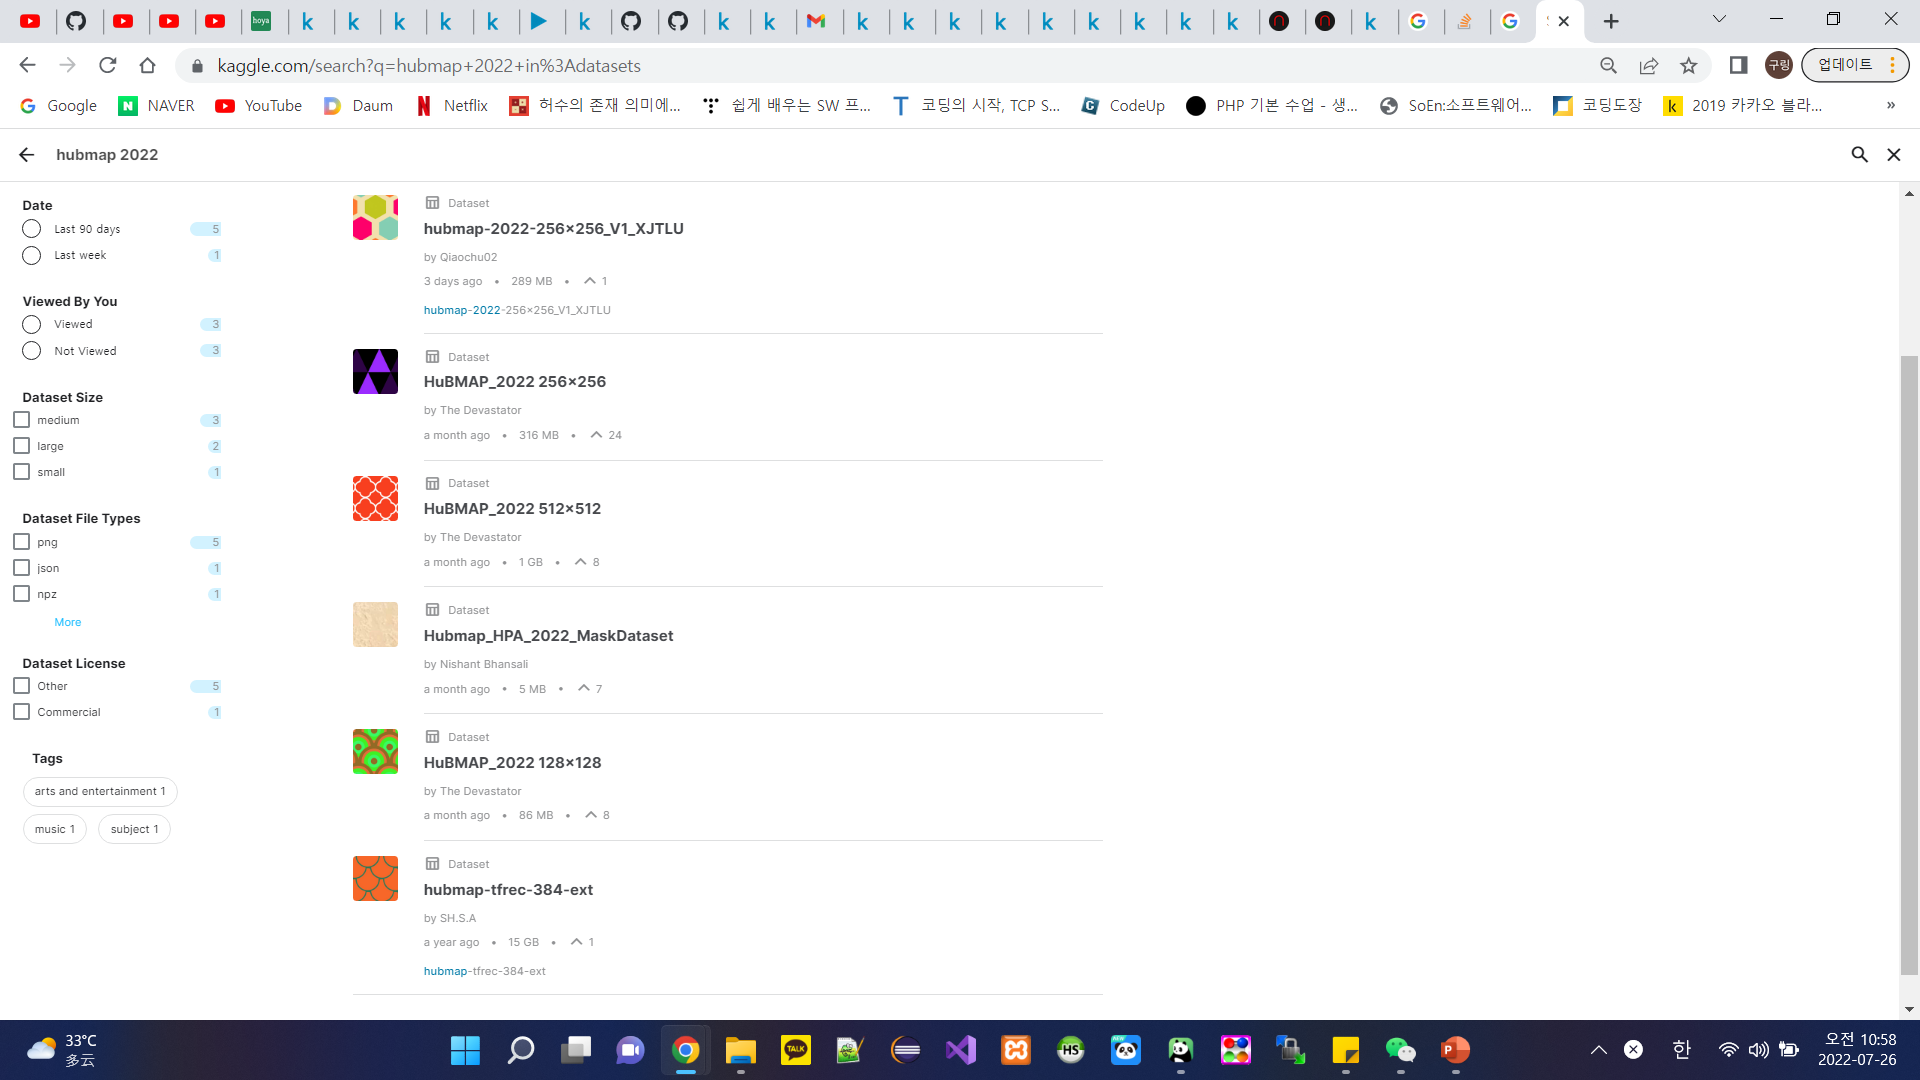 hoya
kaggle.com/search?q=hubmap+2022+in%3Adatasets
구링
업데이트
Google
NAVER
YouTube
Daum
Netflix
허수의 존재 의미에...
쉽게 배우는 SW 프...
코딩의 시작, TCP S...
CodeUp
PHP 기본 수업 - 생...
SoEn:소프트웨어...
코딩도장
2019 카카오 블라...
»
hubmap 2022
Date
Last 90 days 5
Last week 1
Viewed By You
Viewed 3
Not Viewed 3
Dataset Size
medium 3
large 2
small 1
Dataset File Types
png 5
json 1
npz 1
More
Dataset License
Other 5
Commercial 1
Tags
arts and entertainment 1
music 1
subject 1
Dataset
hubmap-2022-256×256_V1_XJTLU
by Qiaochu02
3 days ago • 289 MB • 1
hubmap-2022-256×256_V1_XJTLU
Dataset
HuBMAP_2022 256×256
by The Devastator
a month ago • 316 MB • 24
Dataset
HuBMAP_2022 512×512
by The Devastator
a month ago • 1 GB • 8
Dataset
Hubmap_HPA_2022_MaskDataset
by Nishant Bhansali
a month ago • 5 MB • 7
Dataset
HuBMAP_2022 128×128
by The Devastator
a month ago • 86 MB • 8
Dataset
hubmap-tfrec-384-ext
by SH.S.A
a year ago • 15 GB • 1
hubmap-tfrec-384-ext
33°C
多云
TALK
HS
NEW
한
오전 10:58
2022-07-26